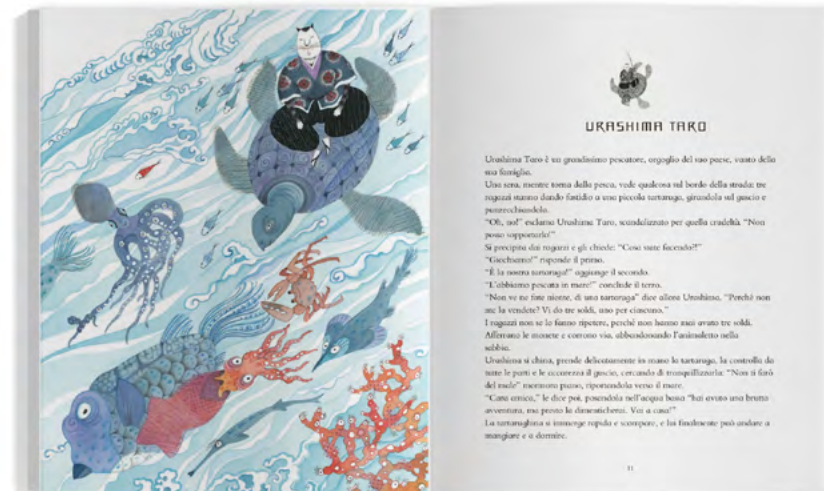 URASHIMA TARO
Urashima Taro è un grandissimo pescatore, orgoglio del suo paese, vanto della
sua famiglia.
Una sera, mentre torna dalla pesca, vede qualcosa sul bordo della strada: tre
ragazzi stanno dando fastidio a una piccola tartaruga, girandola sul guscio e
punzecchiandola.
“Oh, no!” esclama Urashima Taro, scandalizzato per quella crudeltà. “Non
posso sopportarlo!”
Si precipita dai ragazzi e gli chiede: “Cosa state facendo?!”
“Giochiamo!” risponde il primo.
“È la nostra tartaruga!” aggiunge il secondo.
“L'abbiamo pescata in mare!” conclude il terzo.
“Non ve ne fate niente, di una tartaruga” dice allora Urashima. “Perché non
me la vendete? Vi do tre soldi, uno per ciascuno.”
I ragazzi non se lo fanno ripetere, perché non hanno mai avuto tre soldi.
Afferrano le monete e corrono via, abbandonando l'animaletto nella
sabbia.
Urashima si china, prende delicatamente in mano la tartaruga, la controlla da
tutte le parti e le accarezza il guscio, cercando di tranquillizzarla. “Non ti farò
del male” mormora piano, riportandola verso il mare.
“Cara amica,” le dice poi, posandola nell'acqua bassa “hai avuto una brutta
avventura, ma presto la dimenticherai. Vai a casa!”
La tartarughina si immerge rapida e scompare, e lui finalmente può andare a
mangiare e a dormire.
11